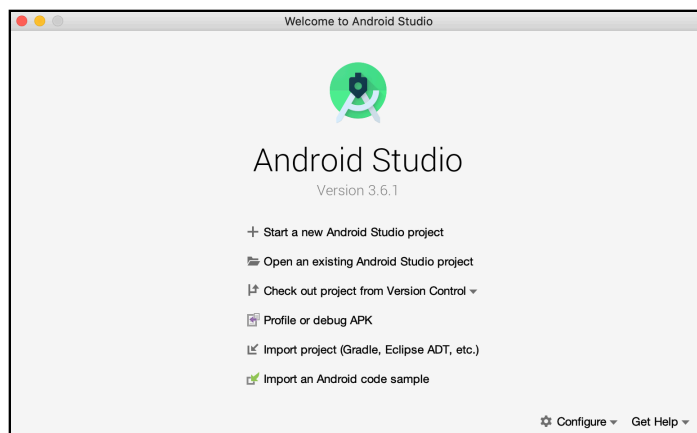 Welcome to Android Studio
Android Studio
Version 3.6.1
Start a new Android Studio project
Open an existing Android Studio project
Check out project from Version Control
Profile or debug APK
Import project (Gradle, Eclipse ADT, etc.)
Import an Android code sample
Configure Get Help